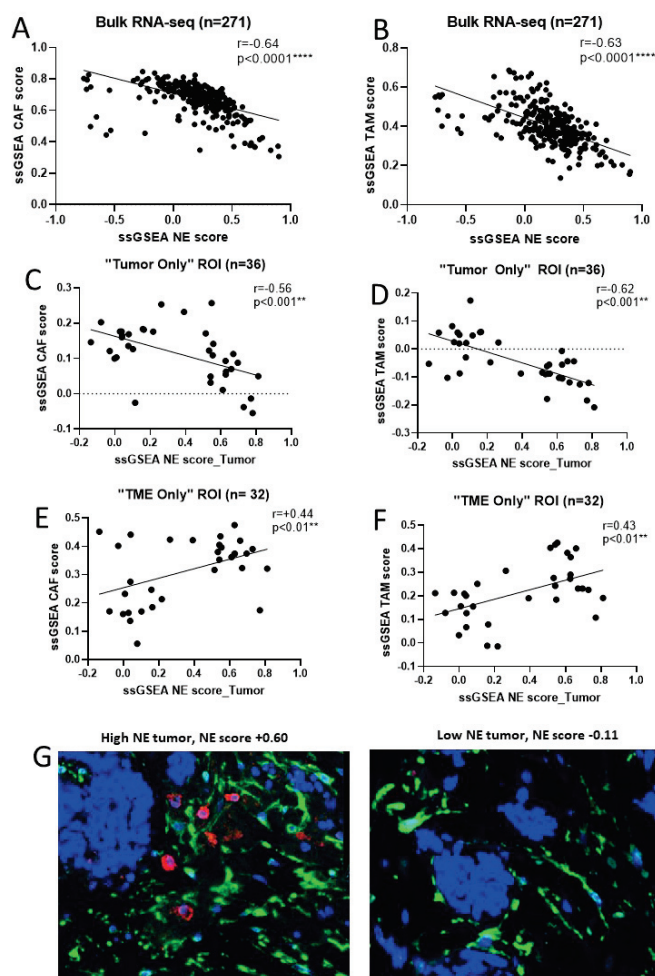 A
Bulk RNA-seq (n=271)
r=-0.64
p<0.0001****
ssGSEA CAF score
1.0
0.8
0.6
0.4
0.2
0.0
-1.0 -0.5 0.0 0.5 1.0
ssGSEA NE score
B
Bulk RNA-seq (n=271)
r=-0.63
p<0.0001****
ssGSEA TAM score
0.8
0.6
0.4
0.2
0.0
-1.0 -0.5 0.0 0.5 1.0
ssGSEA NE score
C
"Tumor Only" ROI (n=36)
r=-0.56
p<0.001**
ssGSEA CAF score
0.3
0.2
0.1
0.0
-0.1
-0.2 0.0 0.2 0.4 0.6 0.8 1.0
ssGSEA NE score_Tumor
D
"Tumor Only" ROI (n=36)
r=-0.62
p<0.001**
ssGSEA TAM score
0.2
0.1
0.0
-0.1
-0.2
-0.3
-0.2 0.0 0.2 0.4 0.6 0.8 1.0
ssGSEA NE score_Tumor
E
"TME Only" ROI (n= 32)
r=+0.44
p<0.01**
ssGSEA CAF score
0.5
0.4
0.3
0.2
0.1
0.0
-0.2 0.0 0.2 0.4 0.6 0.8 1.0
ssGSEA NE score_Tumor
F
"TME Only" ROI (n=32)
r=0.43
p<0.01**
ssGSEA TAM score
0.5
0.4
0.3
0.2
0.1
0.0
-0.1
-0.2 0.0 0.2 0.4 0.6 0.8 1.0
ssGSEA NE score_Tumor
G
High NE tumor, NE score +0.60
Low NE tumor, NE score -0.11